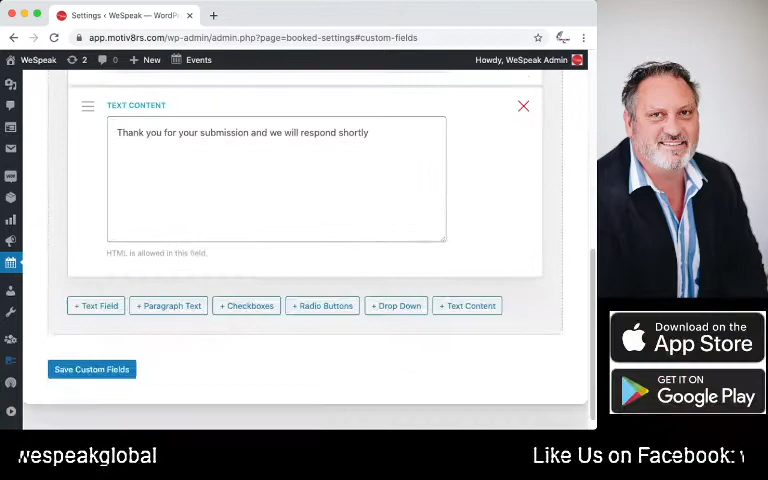 Settings ‹ WeSpeak — WordPr
app.motiv8rs.com/wp-admin/admin.php?page=booked-settings#custom-fields
WeSpeak 2 0 + New Events Howdy, WeSpeak Admin
TEXT CONTENT
Thank you for your submission and we will respond shortly
HTML is allowed in this field.
+ Text Field + Paragraph Text + Checkboxes + Radio Buttons + Drop Down + Text Content
Save Custom Fields
Download on the
App Store
GET IT ON
Google Play
wespeakglobal Like Us on Facebook: